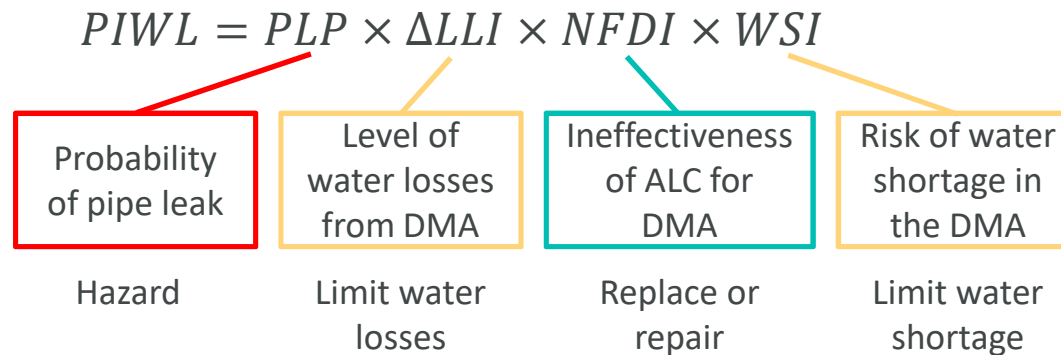 PIWL = PLP × ΔLLI × NFDI × WSI
Probability
of pipe leak
Level of
water losses
from DMA
Ineffectiveness
of ALC for
DMA
Risk of water
shortage in
the DMA
Hazard
Limit water
losses
Replace or
repair
Limit water
shortage